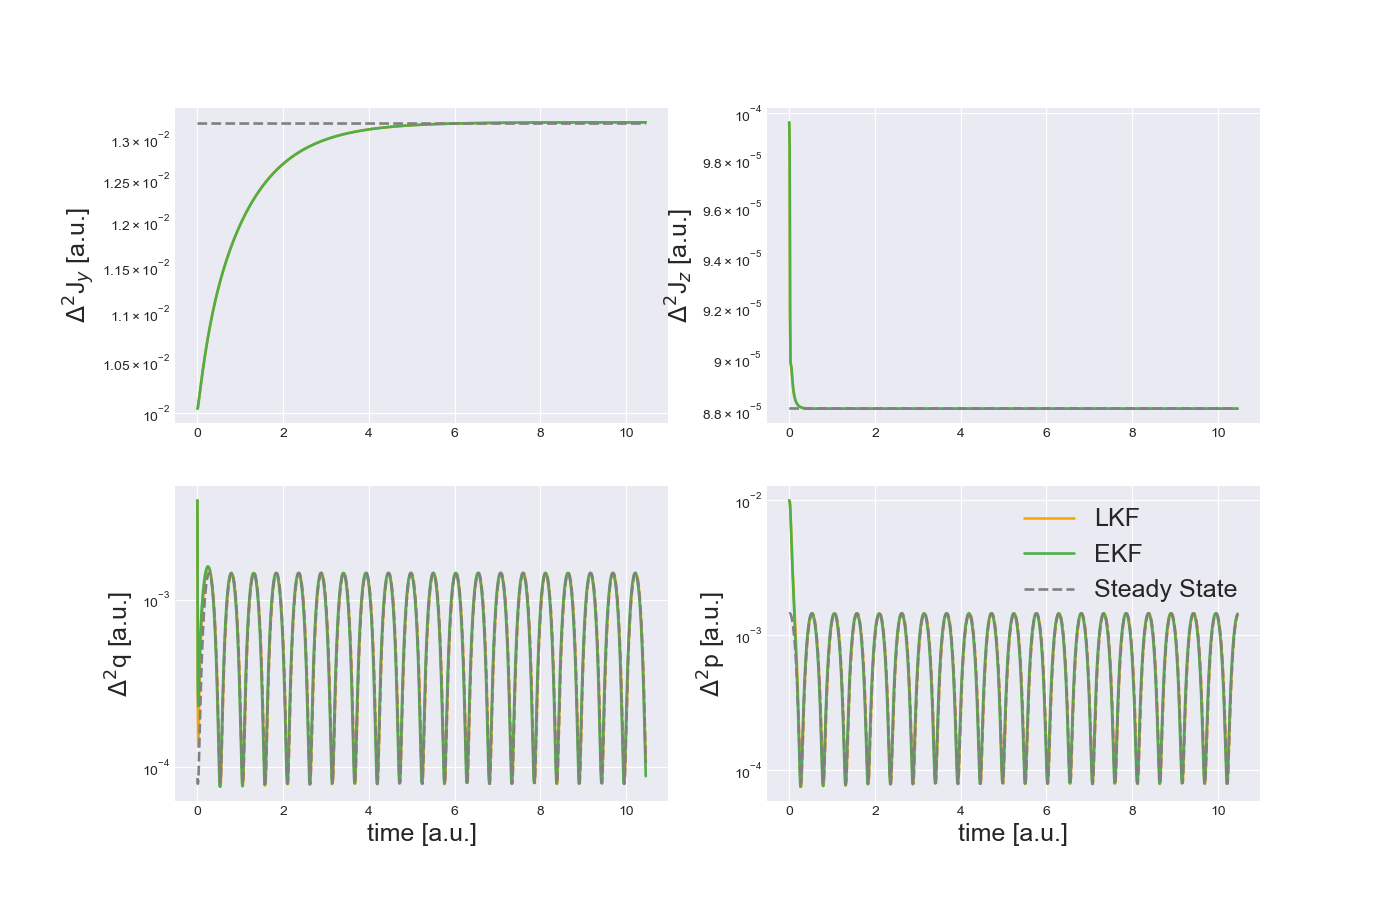 Δ²J_y [a.u.]
1.3×10⁻²
1.25×10⁻²
1.2×10⁻²
1.15×10⁻²
1.1×10⁻²
1.05×10⁻²
10⁻²
0 2 4 6 8 10
Δ²J_z [a.u.]
10⁻⁴
9.8×10⁻⁵
9.6×10⁻⁵
9.4×10⁻⁵
9.2×10⁻⁵
9×10⁻⁵
8.8×10⁻⁵
0 2 4 6 8 10
Δ²q [a.u.]
10⁻³
10⁻⁴
0 2 4 6 8 10
time [a.u.]
Δ²p [a.u.]
10⁻²
10⁻³
10⁻⁴
LKF
EKF
Steady State
0 2 4 6 8 10
time [a.u.]